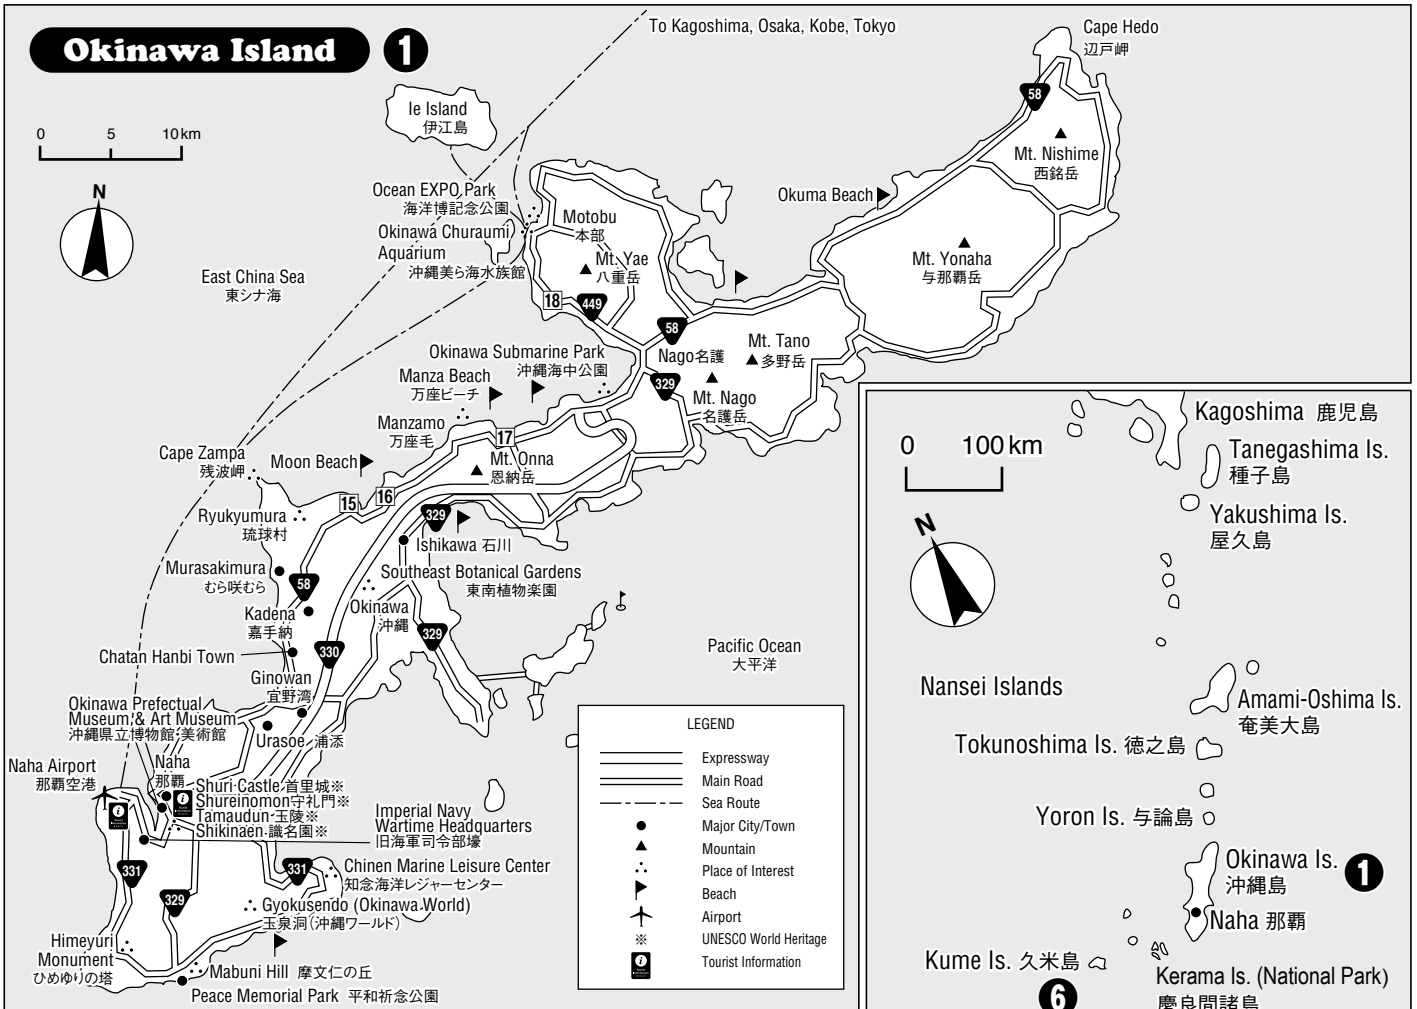 Okinawa Island 1
To Kagoshima, Osaka, Kobe, Tokyo
Cape Hedo
辺戸岬
0 5 10km
N
Ie Island
伊江島
58
Mt. Nishime
西銘岳
Okuma Beach
Ocean EXPO Park
海洋博記念公園
Motobu
本部
Okinawa Churaumi
Aquarium
沖縄美ら海水族館
Mt. Yae
八重岳
Mt. Yonaha
与那覇岳
East China Sea
東シナ海
18
449
58
Mt. Tano
多野岳
Nago名護
Okinawa Submarine Park
沖縄海中公園
329
Mt. Nago
名護岳
Manza Beach
万座ビーチ
Manzamo
万座毛
17
Cape Zampa
残波岬
Moon Beach
Mt. Onna
恩納岳
15
16
Ryukyumura
琉球村
329
Ishikawa 石川
Murasakimura
むら咲むら
58
Southeast Botanical Gardens
東南植物楽園
Kadena
嘉手納
Okinawa
沖縄
329
Chatan Hanbi Town
330
Pacific Ocean
大平洋
Ginowan
宜野湾
Okinawa Prefectual
Museum & Art Museum
沖縄県立博物館・美術館
Urasoe 浦添
Naha Airport
那覇空港
Naha
那覇
Shuri Castle 首里城※
Shureinomon 守礼門※
Tamaudun 玉陵※
Shikinaen 識名園※
Imperial Navy
Wartime Headquarters
旧海軍司令部壕
331
329
331
Chinen Marine Leisure Center
知念海洋レジャーセンター
Gyokusendo (Okinawa World)
玉泉洞(沖縄ワールド)
Himeyuri
Monument
ひめゆりの塔
Mabuni Hill 摩文仁の丘
Peace Memorial Park 平和祈念公園
LEGEND
Expressway
Main Road
Sea Route
Major City/Town
Mountain
Place of Interest
Beach
Airport
※ UNESCO World Heritage
Tourist Information
0 100km
N
Kagoshima 鹿児島
Tanegashima Is.
種子島
Yakushima Is.
屋久島
Nansei Islands
Amami-Oshima Is.
奄美大島
Tokunoshima Is. 徳之島
Yoron Is. 与論島
Okinawa Is.
沖縄島
1
Naha 那覇
Kume Is. 久米島
6
Kerama Is. (National Park)
慶良間諸島